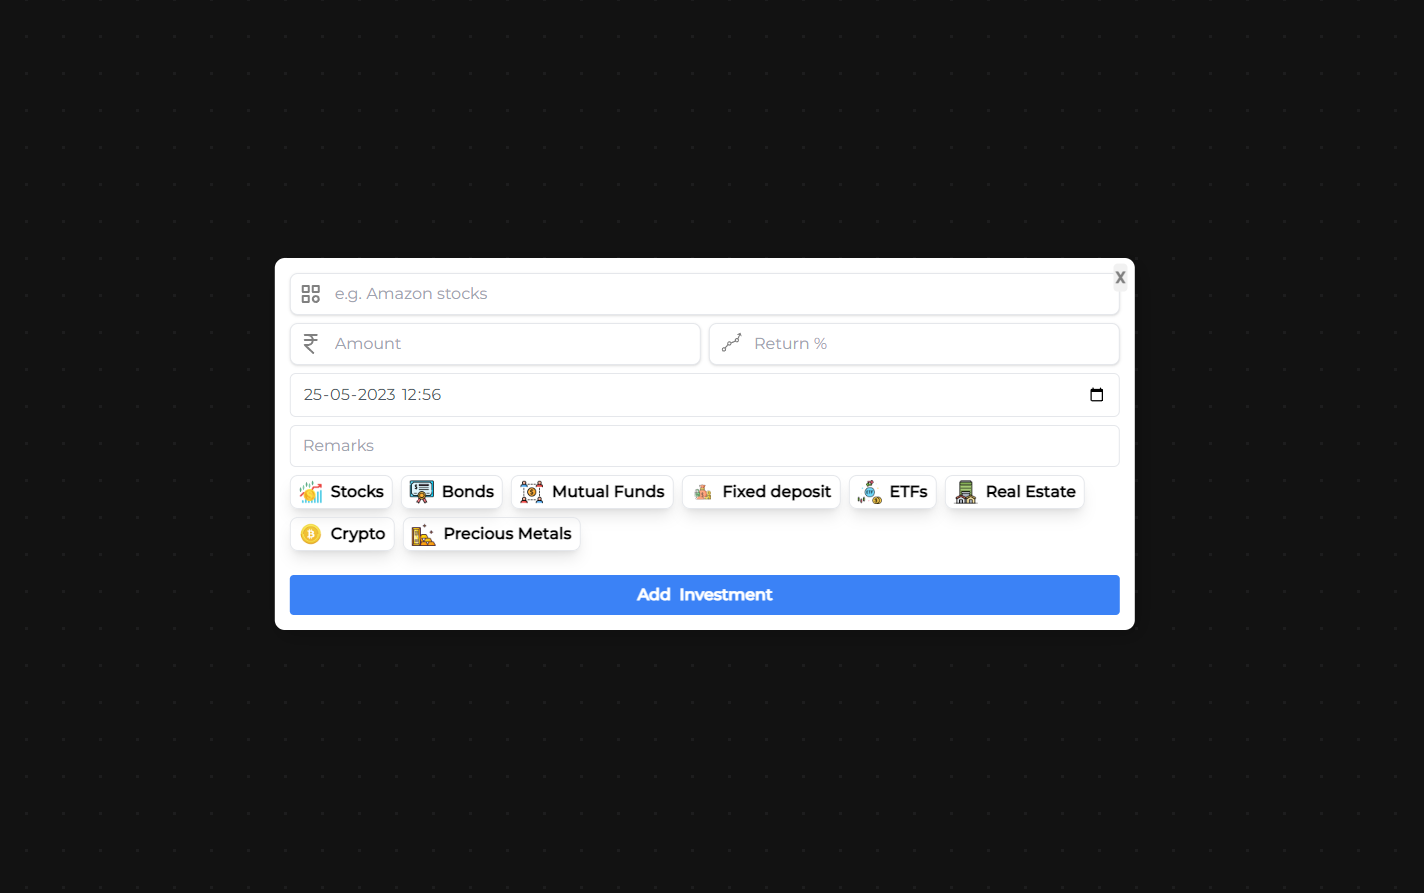 e.g. Amazon stocks
X
₹ Amount
Return %
25-05-2023 12:56
Remarks
Stocks Bonds Mutual Funds Fixed deposit ETFs Real Estate
Crypto Precious Metals
Add Investment